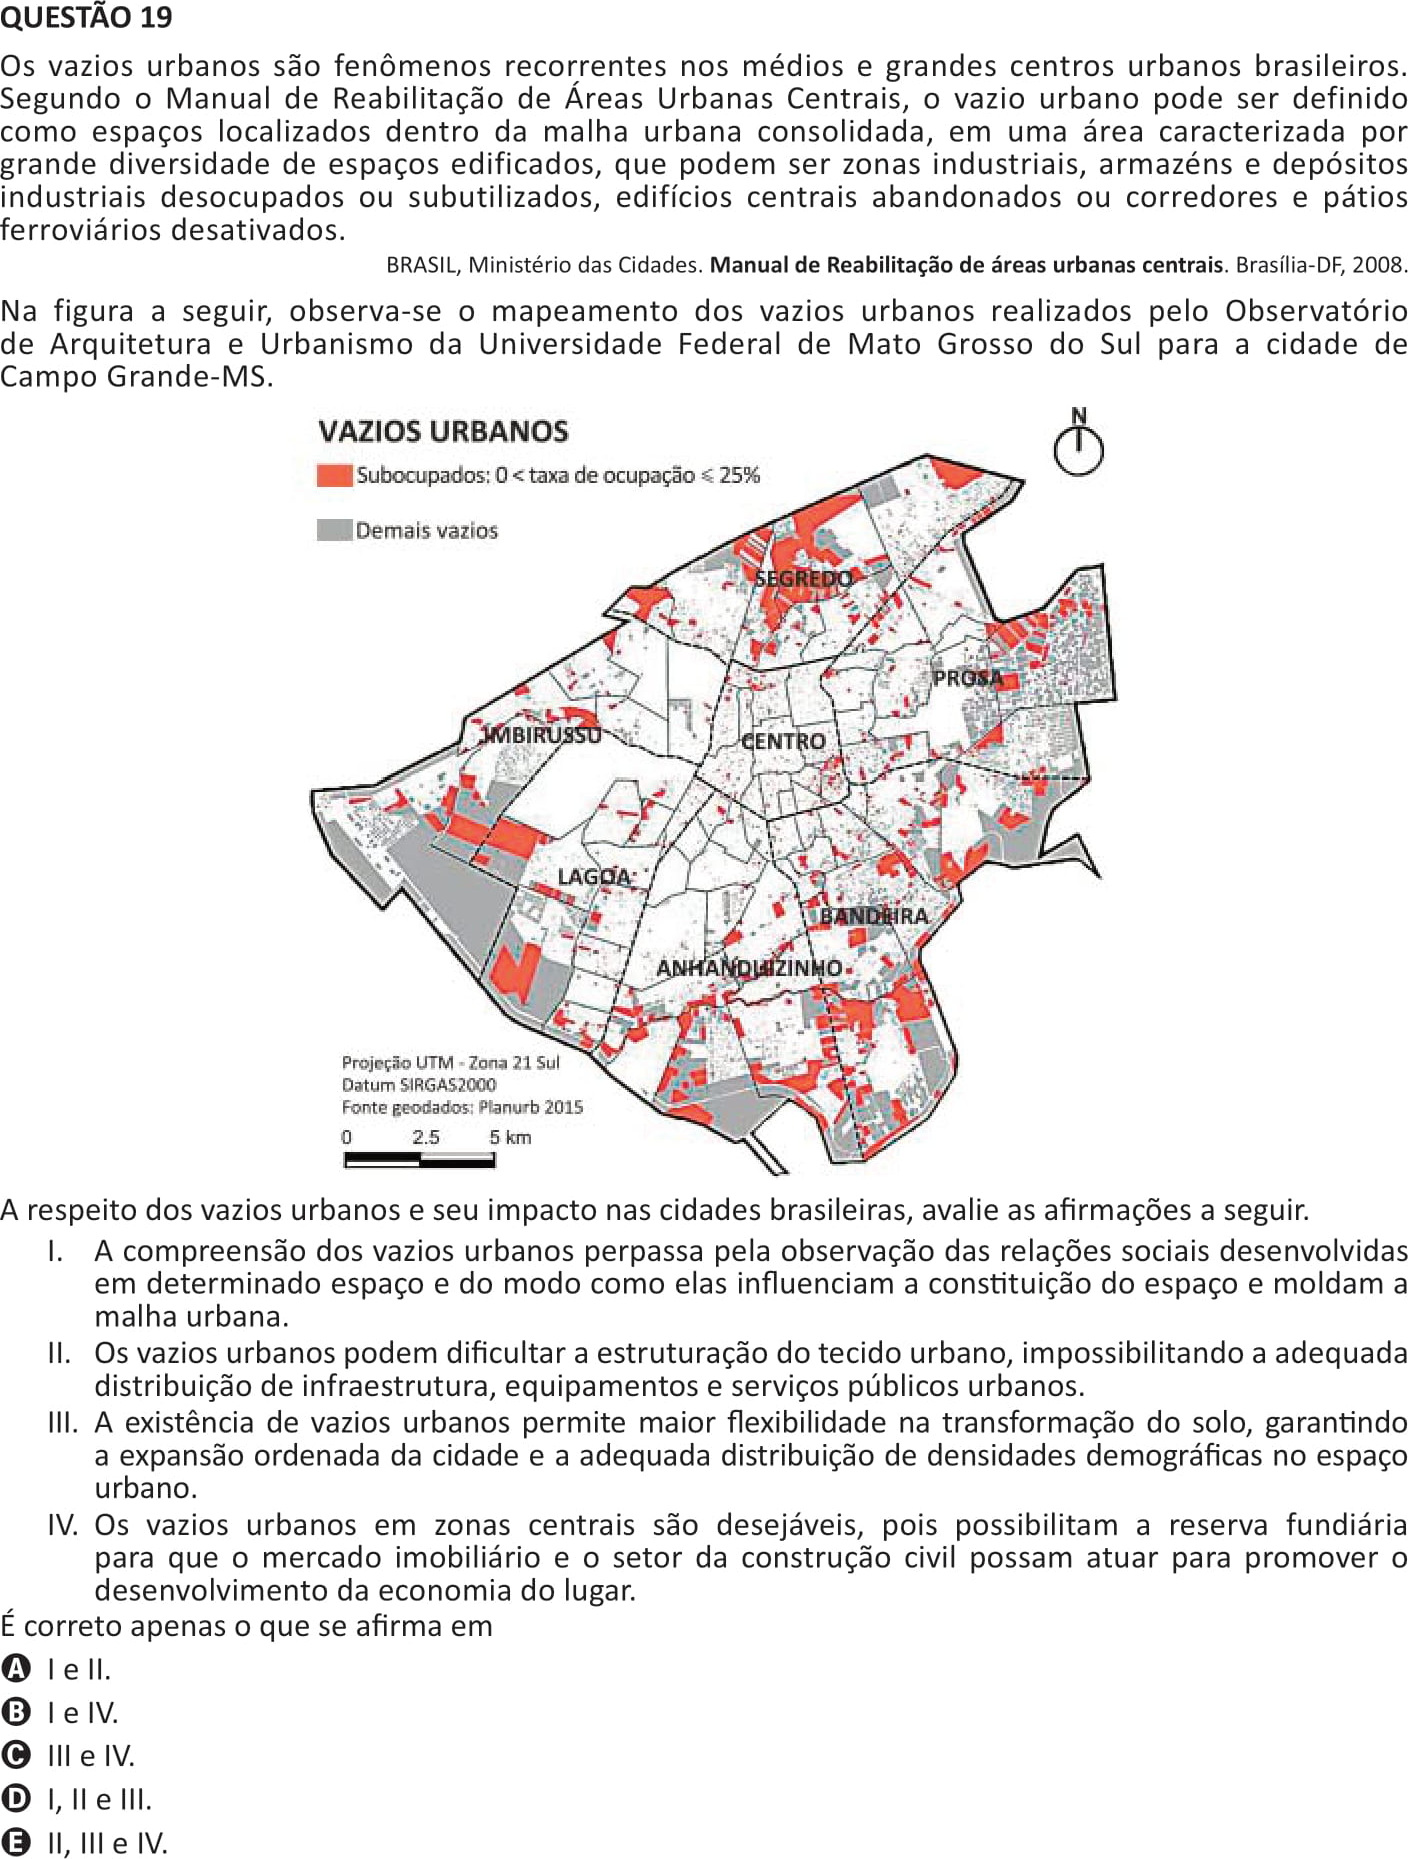 QUESTÃO 19
Os vazios urbanos são fenômenos recorrentes nos médios e grandes centros urbanos brasileiros.
Segundo o Manual de Reabilitação de Áreas Urbanas Centrais, o vazio urbano pode ser definido
como espaços localizados dentro da malha urbana consolidada, em uma área caracterizada por
grande diversidade de espaços edificados, que podem ser zonas industriais, armazéns e depósitos
industriais desocupados ou subutilizados, edifícios centrais abandonados ou corredores e pátios
ferroviários desativados.
BRASIL, Ministério das Cidades. Manual de Reabilitação de áreas urbanas centrais. Brasília-DF, 2008.
Na figura a seguir, observa-se o mapeamento dos vazios urbanos realizados pelo Observatório
de Arquitetura e Urbanismo da Universidade Federal de Mato Grosso do Sul para a cidade de
Campo Grande-MS.
N
VAZIOS URBANOS
Subocupados: 0 < taxa de ocupação ⩽ 25%
Demais vazios
SEGREDO
PROSA
IMBIRUSSU
CENTRO
LAGOA
BANDEIRA
ANHANDUIZINHO
Projeção UTM - Zona 21 Sul
Datum SIRGAS2000
Fonte geodados: Planurb 2015
0 2.5 5 km
A respeito dos vazios urbanos e seu impacto nas cidades brasileiras, avalie as afirmações a seguir.
I. A compreensão dos vazios urbanos perpassa pela observação das relações sociais desenvolvidas
em determinado espaço e do modo como elas influenciam a constituição do espaço e moldam a
malha urbana.
II. Os vazios urbanos podem dificultar a estruturação do tecido urbano, impossibilitando a adequada
distribuição de infraestrutura, equipamentos e serviços públicos urbanos.
III. A existência de vazios urbanos permite maior flexibilidade na transformação do solo, garantindo
a expansão ordenada da cidade e a adequada distribuição de densidades demográficas no espaço
urbano.
IV. Os vazios urbanos em zonas centrais são desejáveis, pois possibilitam a reserva fundiária
para que o mercado imobiliário e o setor da construção civil possam atuar para promover o
desenvolvimento da economia do lugar.
É correto apenas o que se afirma em
A I e II.
B I e IV.
C III e IV.
D I, II e III.
E II, III e IV.